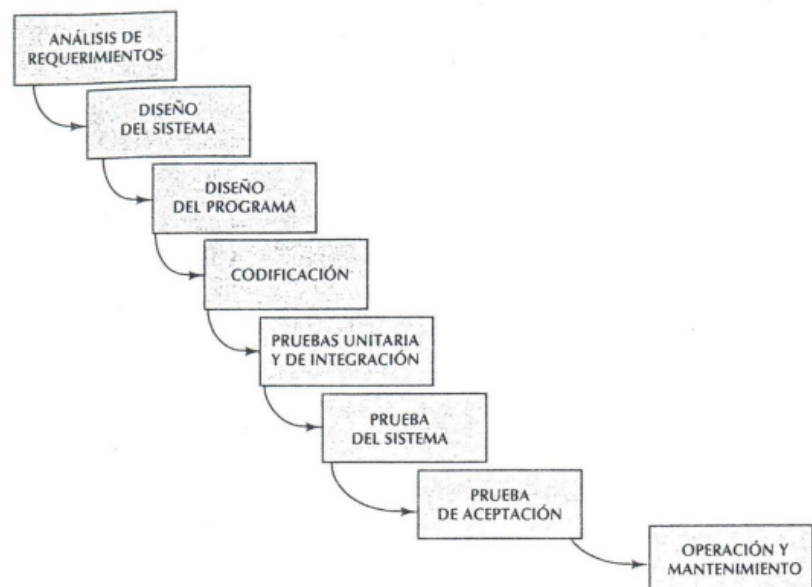 ANÁLISIS DE
REQUERIMIENTOS
DISEÑO
DEL SISTEMA
DISEÑO
DEL PROGRAMA
CODIFICACIÓN
PRUEBAS UNITARIA
Y DE INTEGRACIÓN
PRUEBA
DEL SISTEMA
PRUEBA
DE ACEPTACIÓN
OPERACIÓN Y
MANTENIMIENTO